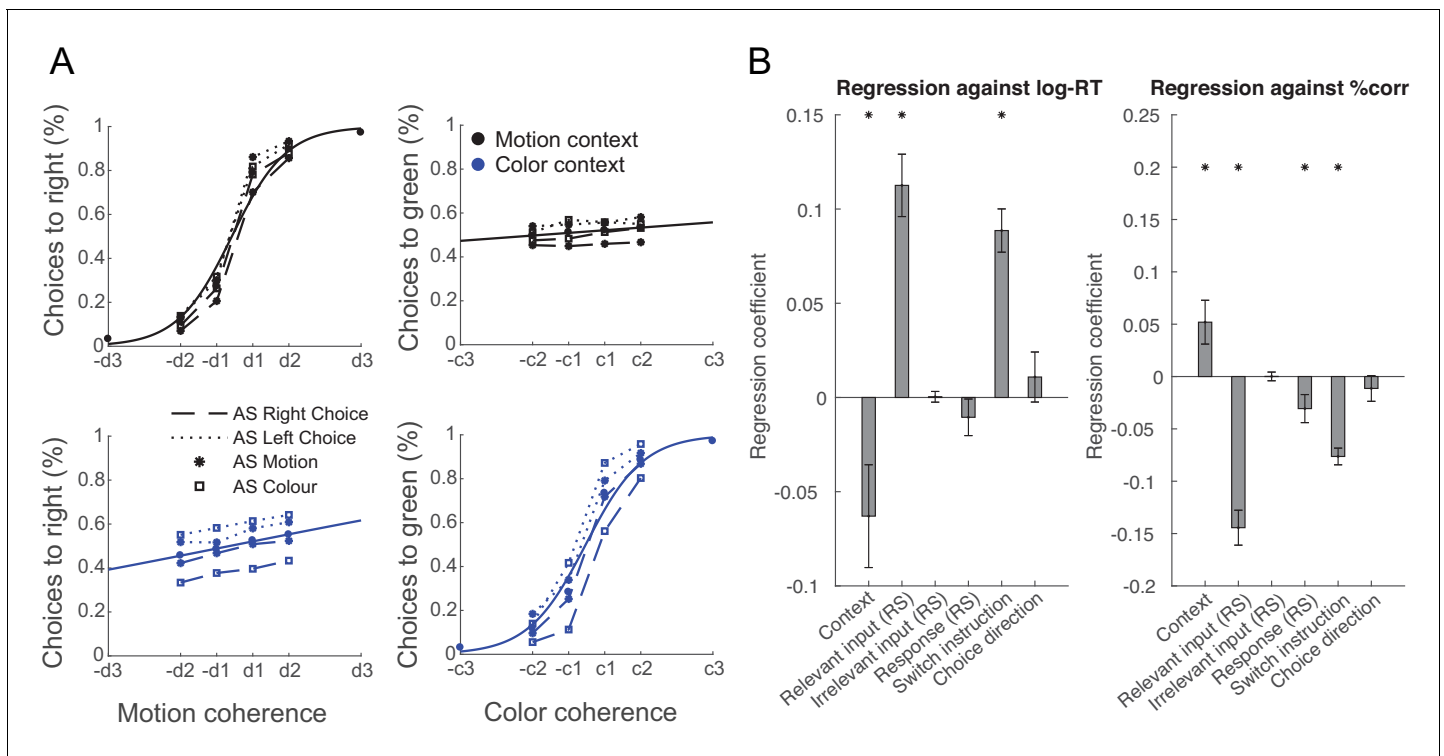 A
Choices to right (%)
1
0.8
0.6
0.4
0.2
0
-d3
-d2
-d1
d1
d2
d3
Choices to green (%)
1
0.8
0.6
0.4
0.2
0
Motion context
Color context
-c3
-c2
-c1
c1
c2
c3
Choices to right (%)
1
0.8
0.6
0.4
0.2
0
AS Right Choice
AS Left Choice
AS Motion
AS Colour
-d3
-d2
-d1
d1
d2
d3
Motion coherence
Choices to green (%)
1
0.8
0.6
0.4
0.2
0
-c3
-c2
-c1
c1
c2
c3
Color coherence
B
Regression against log-RT
Regression coefficient
0.15
0.1
0.05
0
-0.05
-0.1
* * *
Context
Relevant input (RS)
Irrelevant input (RS)
Response (RS)
Switch instruction
Choice direction
Regression against %corr
Regression coefficient
0.25
0.2
0.15
0.1
0.05
0
-0.05
-0.1
-0.15
-0.2
* * * *
Context
Relevant input (RS)
Irrelevant input (RS)
Response (RS)
Switch instruction
Choice direction